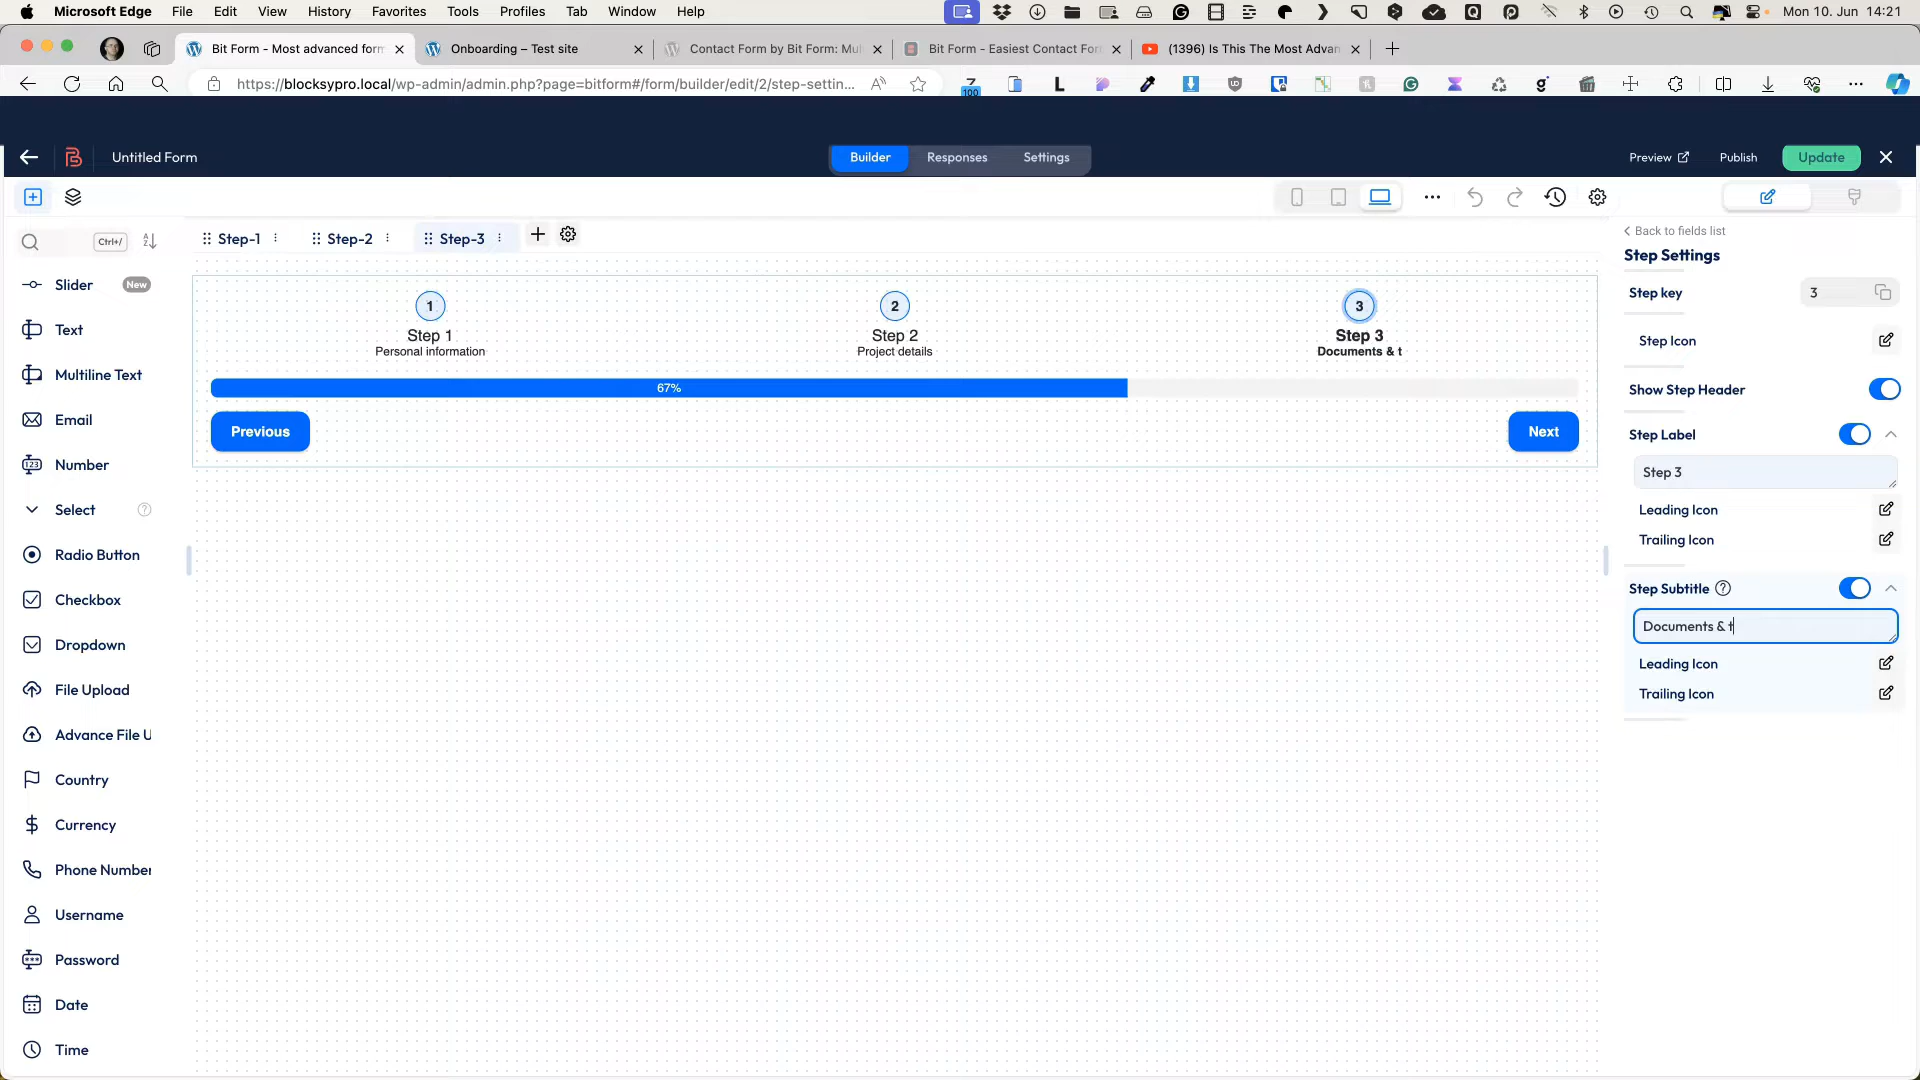 Microsoft Edge File Edit View History Favorites Tools Profiles Tab Window Help Mon 10. Jun 14:21
Bit Form - Most advanced form Onboarding – Test site Contact Form by Bit Form: Mul Bit Form - Easiest Contact For (1396) Is This The Most Advan
https://blocksypro.local/wp-admin/admin.php?page=bitform#/form/builder/edit/2/step-settin... 100
Untitled Form Builder Responses Settings Preview Publish Update
Ctrl+/ Step-1 Step-2 Step-3
Back to fields list
Step Settings
Slider New
Text
Multiline Text
Email
Number
Select
Radio Button
Checkbox
Dropdown
File Upload
Advance File U
Country
Currency
Phone Number
Username
Password
Date
Time
1 2 3
Step 1 Step 2 Step 3
Personal information Project details Documents & t
67%
Previous Next
Step key 3
Step Icon
Show Step Header
Step Label
Step 3
Leading Icon
Trailing Icon
Step Subtitle
Documents & t
Leading Icon
Trailing Icon